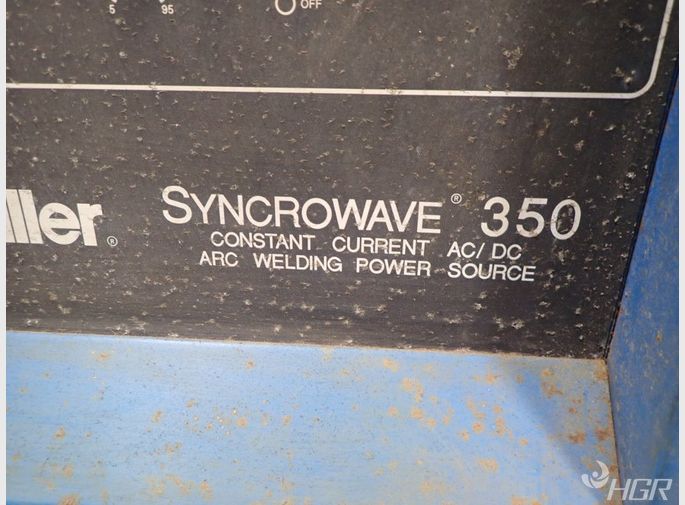 5 95 OFF
ller®
SYNCROWAVE® 350
CONSTANT CURRENT AC/DC
ARC WELDING POWER SOURCE
HGR